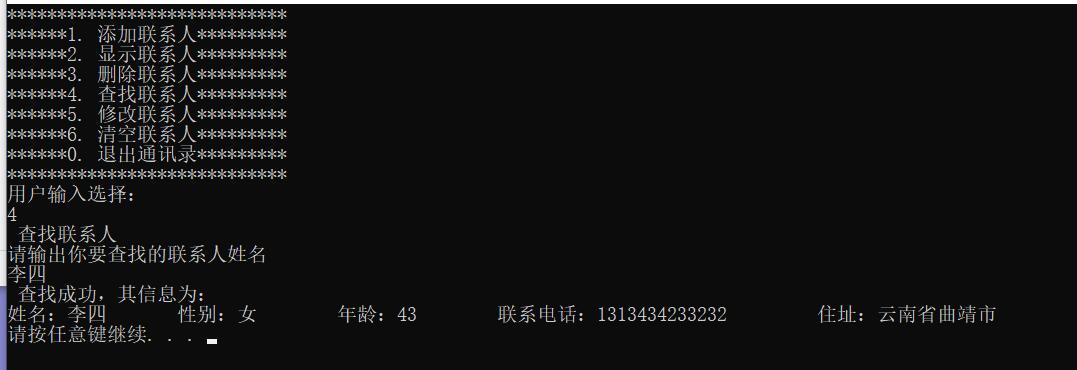 ****************************
******1. 添加联系人*********
******2. 显示联系人*********
******3. 删除联系人*********
******4. 查找联系人*********
******5. 修改联系人*********
******6. 清空联系人*********
******0. 退出通讯录*********
****************************
用户输入选择:
4
查找联系人
请输出你要查找的联系人姓名
李四
查找成功，其信息为:
姓名: 李四 性别: 女 年龄: 43 联系电话: 1313434233232 住址: 云南省曲靖市
请按任意键继续. . .